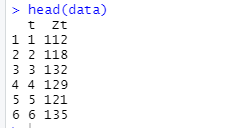 > head(data)
t Zt
1 1 112
2 2 118
3 3 132
4 4 129
5 5 121
6 6 135